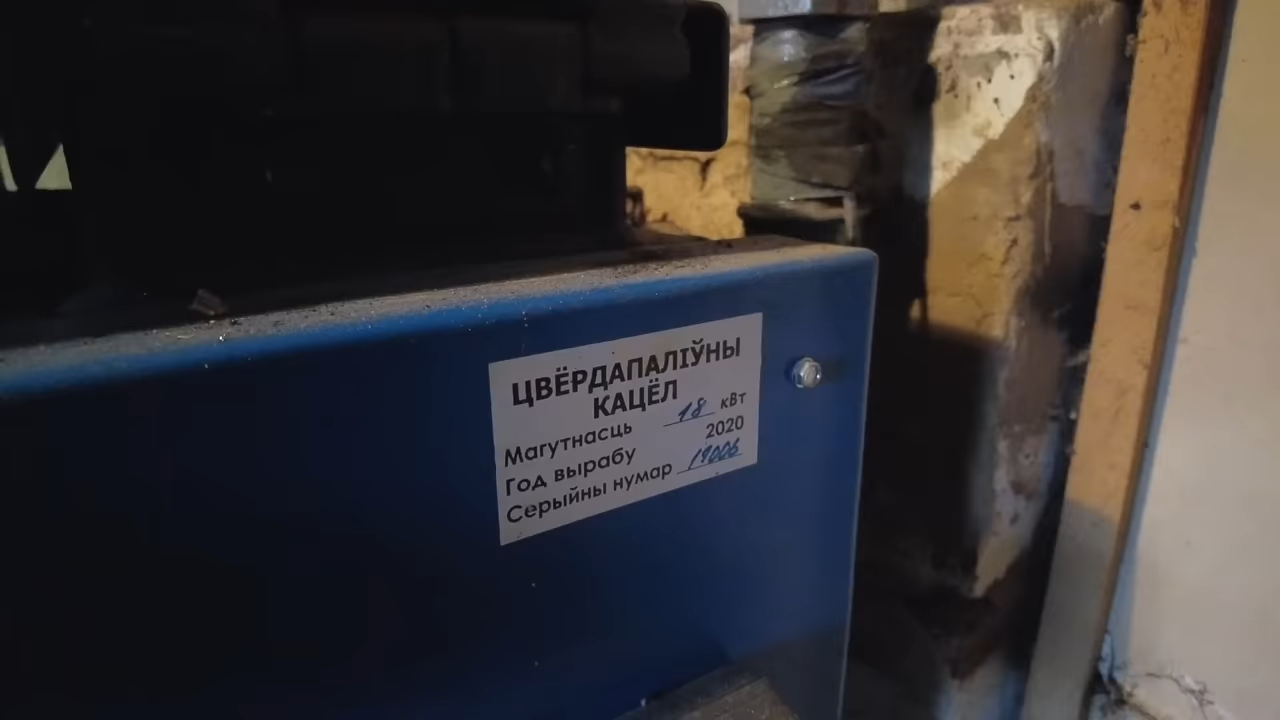 ЦВЁРДАПАЛІЎНЫ
КАЦЁЛ
Магутнасць 18 кВт
Год вырабу 2020
Серыйны нумар 19006